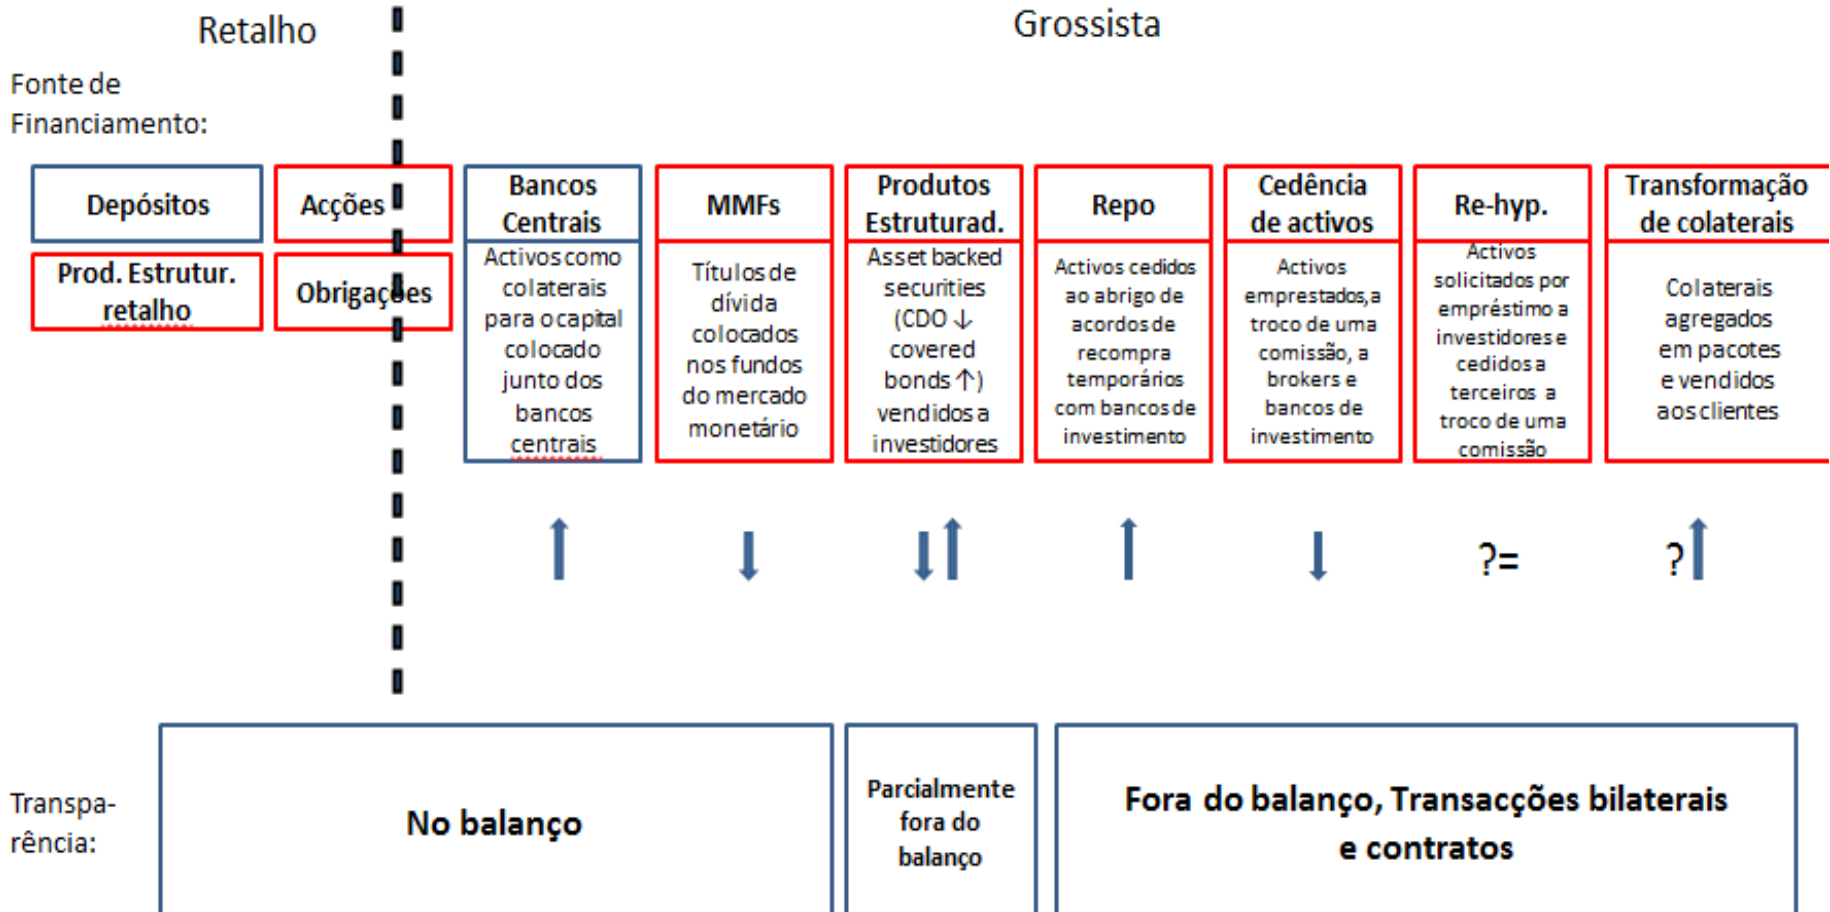 Retalho
Grossista
Fonte de
Financiamento:
Depósitos
Acções
Prod. Estrutur.
retalho
Obrigações
Bancos
Centrais
Activos como
colaterais
para o capital
colocado
junto dos
bancos
centrais
MMFs
Títulos de
dívida
colocados
nos fundos
do mercado
monetário
Produtos
Estruturad.
Asset backed
securities
(CDO ↓
covered
bonds ↑)
vendidos a
investidores
Repo
Activos cedidos
ao abrigo de
acordos de
recompra
temporários
com bancos de
investimento
Cedência
de activos
Activos
emprestados, a
troco de uma
comissão, a
brokers e
bancos de
investimento
Re-hyp.
Activos
solicitados por
empréstimo a
investidores e
cedidos a
terceiros a
troco de uma
comissão
Transformação
de colaterais
Colaterais
agregados
em pacotes
e vendidos
aos clientes
?=
?
Transpa-
rência:
No balanço
Parcialmente
fora do
balanço
Fora do balanço, Transacções bilaterais
e contratos